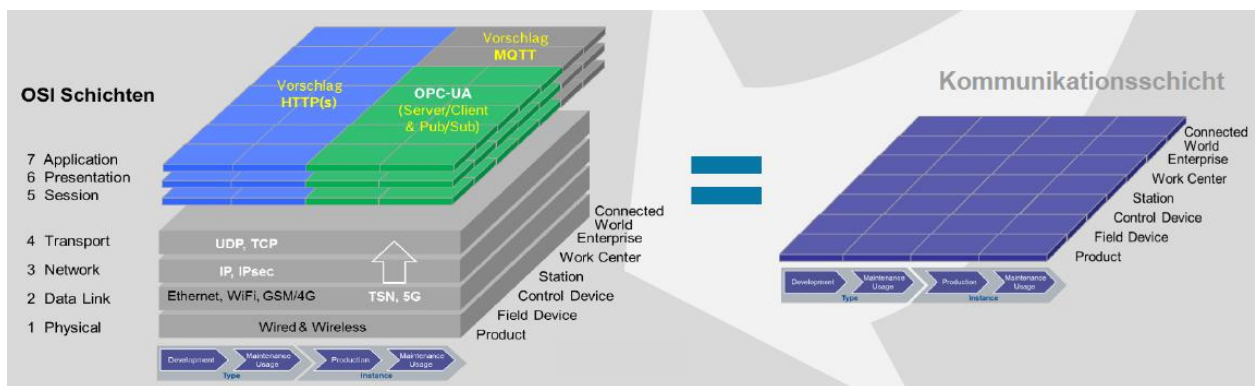 OSI Schichten
7 Application
6 Presentation
5 Session
4 Transport
3 Network
2 Data Link
1 Physical
Vorschlag
HTTP(s)
Vorschlag
MQTT
OPC-UA
(Server/Client
& Pub/Sub)
UDP, TCP
IP, IPsec
Ethernet, WiFi, GSM/4G
TSN, 5G
Wired & Wireless
Connected
World
Enterprise
Work Center
Station
Control Device
Field Device
Product
Development
Maintenance
Usage
Production
Maintenance
Usage
Type
Instance
Kommunikationsschicht
Connected
World
Enterprise
Work Center
Station
Control Device
Field Device
Product
Development
Maintenance
Usage
Production
Maintenance
Usage
Type
Instance